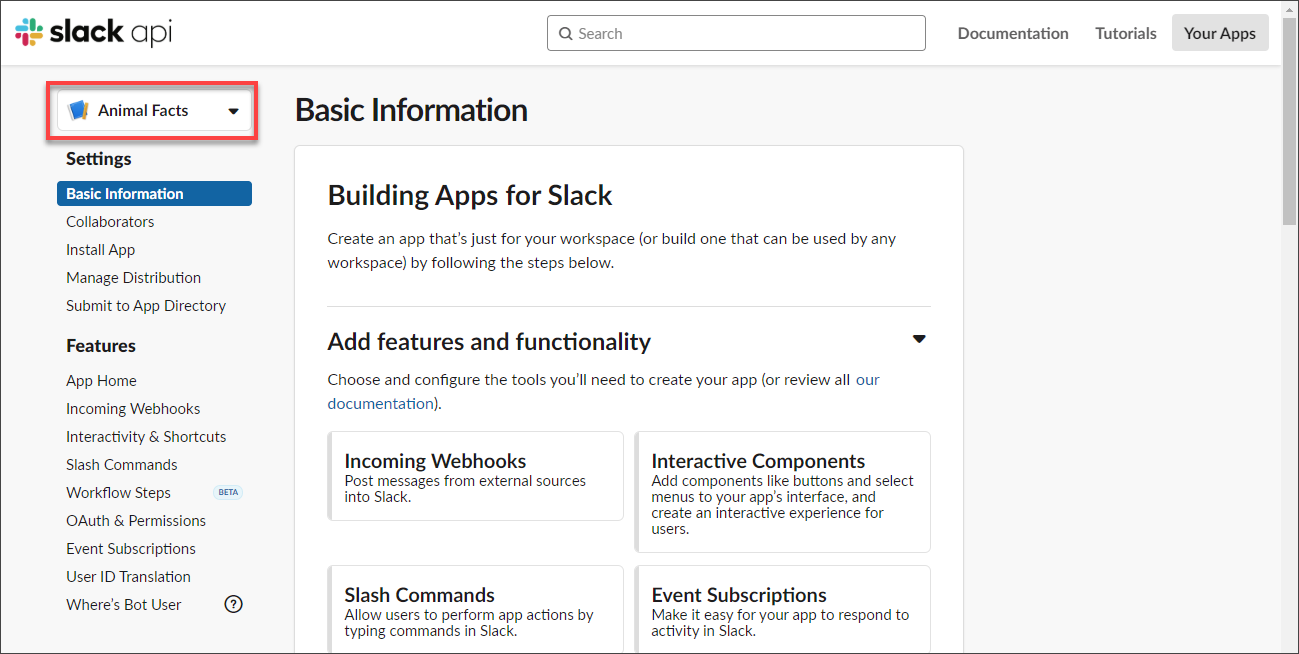 slack api
Search
Documentation
Tutorials
Your Apps
Animal Facts
Settings
Basic Information
Collaborators
Install App
Manage Distribution
Submit to App Directory
Features
App Home
Incoming Webhooks
Interactivity & Shortcuts
Slash Commands
Workflow Steps BETA
OAuth & Permissions
Event Subscriptions
User ID Translation
Where's Bot User ?
Basic Information
Building Apps for Slack
Create an app that's just for your workspace (or build one that can be used by any
workspace) by following the steps below.
Add features and functionality
Choose and configure the tools you'll need to create your app (or review all our
documentation).
Incoming Webhooks
Post messages from external sources
into Slack.
Interactive Components
Add components like buttons and select
menus to your app's interface, and
create an interactive experience for
users.
Slash Commands
Allow users to perform app actions by
typing commands in Slack.
Event Subscriptions
Make it easy for your app to respond to
activity in Slack.